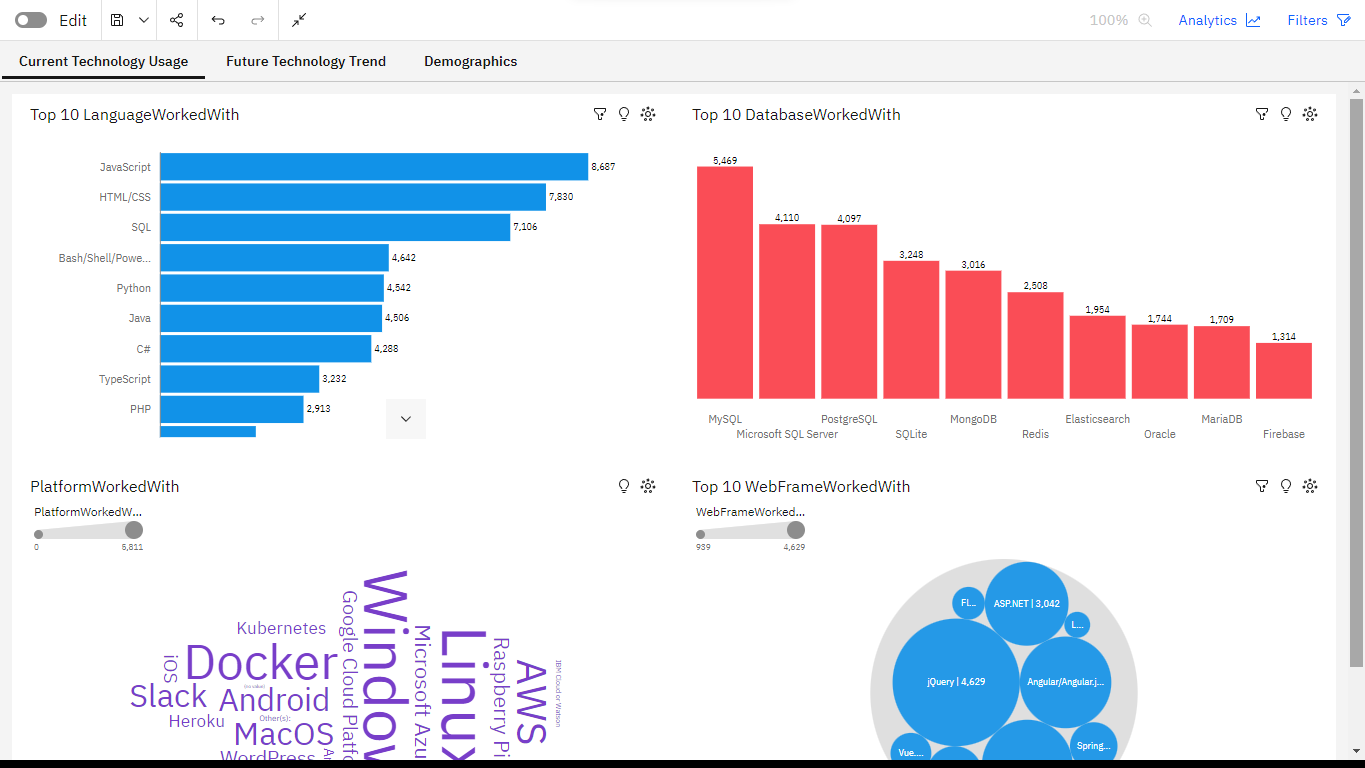 Edit
100%
Analytics
Filters
Current Technology Usage
Future Technology Trend
Demographics
Top 10 LanguageWorkedWith
JavaScript 8,687
HTML/CSS 7,830
SQL 7,106
Bash/Shell/Powe... 4,642
Python 4,542
Java 4,506
C# 4,288
TypeScript 3,232
PHP 2,913
Top 10 DatabaseWorkedWith
5,469
4,110
4,097
3,248
3,016
2,508
1,954
1,744
1,709
1,314
MySQL
Microsoft SQL Server
PostgreSQL
SQLite
MongoDB
Redis
Elasticsearch
Oracle
MariaDB
Firebase
PlatformWorkedWith
PlatformWorkedW...
0 5,811
Kubernetes
iOS
Docker
Slack
Android
Heroku
Other(s):
MacOS
WordPress
Google Cloud Platf
Window
Microsoft Azu
Linux
Raspberry Pi
AWS
IBM Cloud or Watson
Top 10 WebFrameWorkedWith
WebFrameWorked...
939 4,629
Fl...
ASP.NET | 3,042
L...
jQuery | 4,629
Angular/Angular.j...
Vue....
Spring...